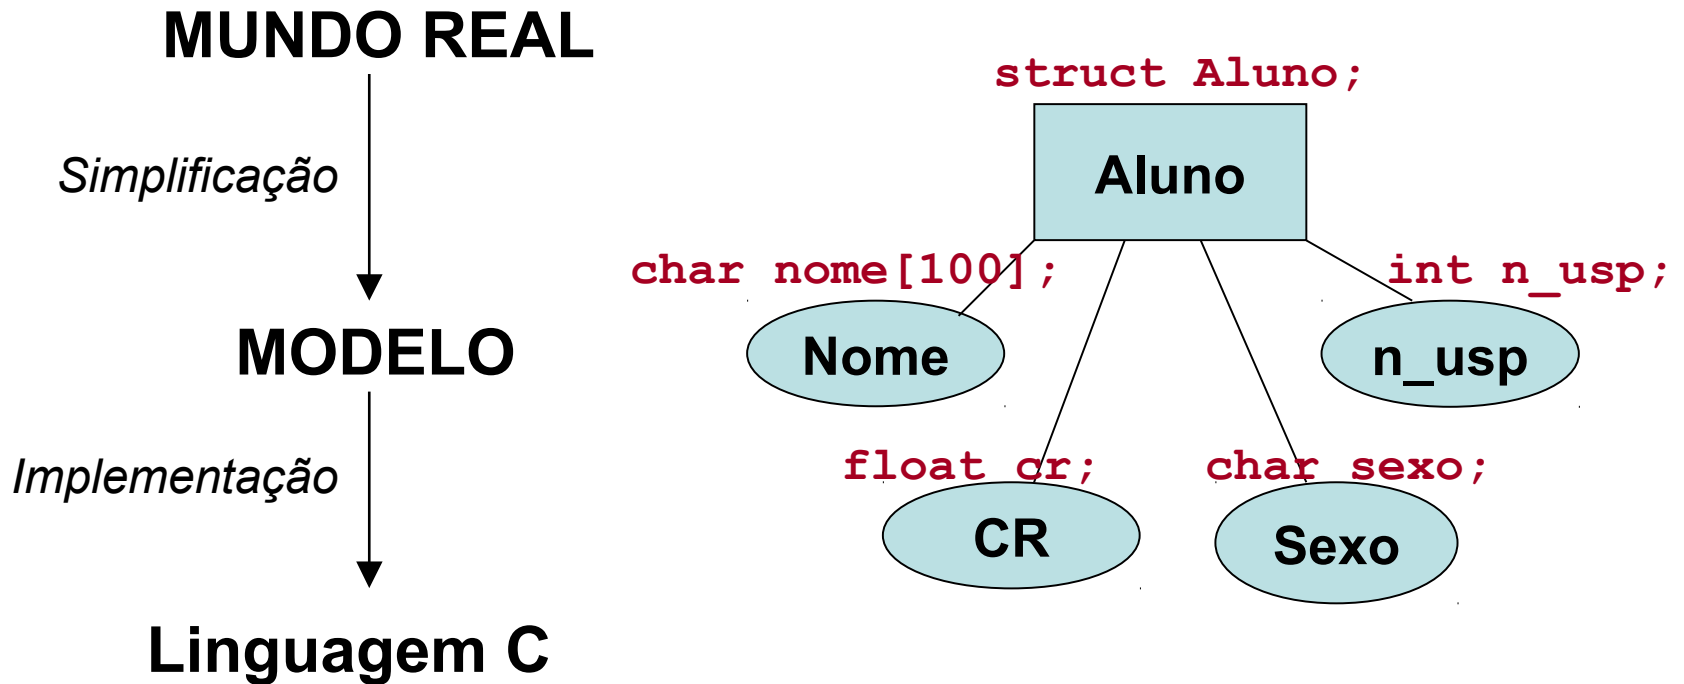 MUNDO REAL
Simplificação
MODELO
Implementação
Linguagem C
struct Aluno;
Aluno
char nome[100];
int n_usp;
Nome
n_usp
float cr;
char sexo;
CR
Sexo